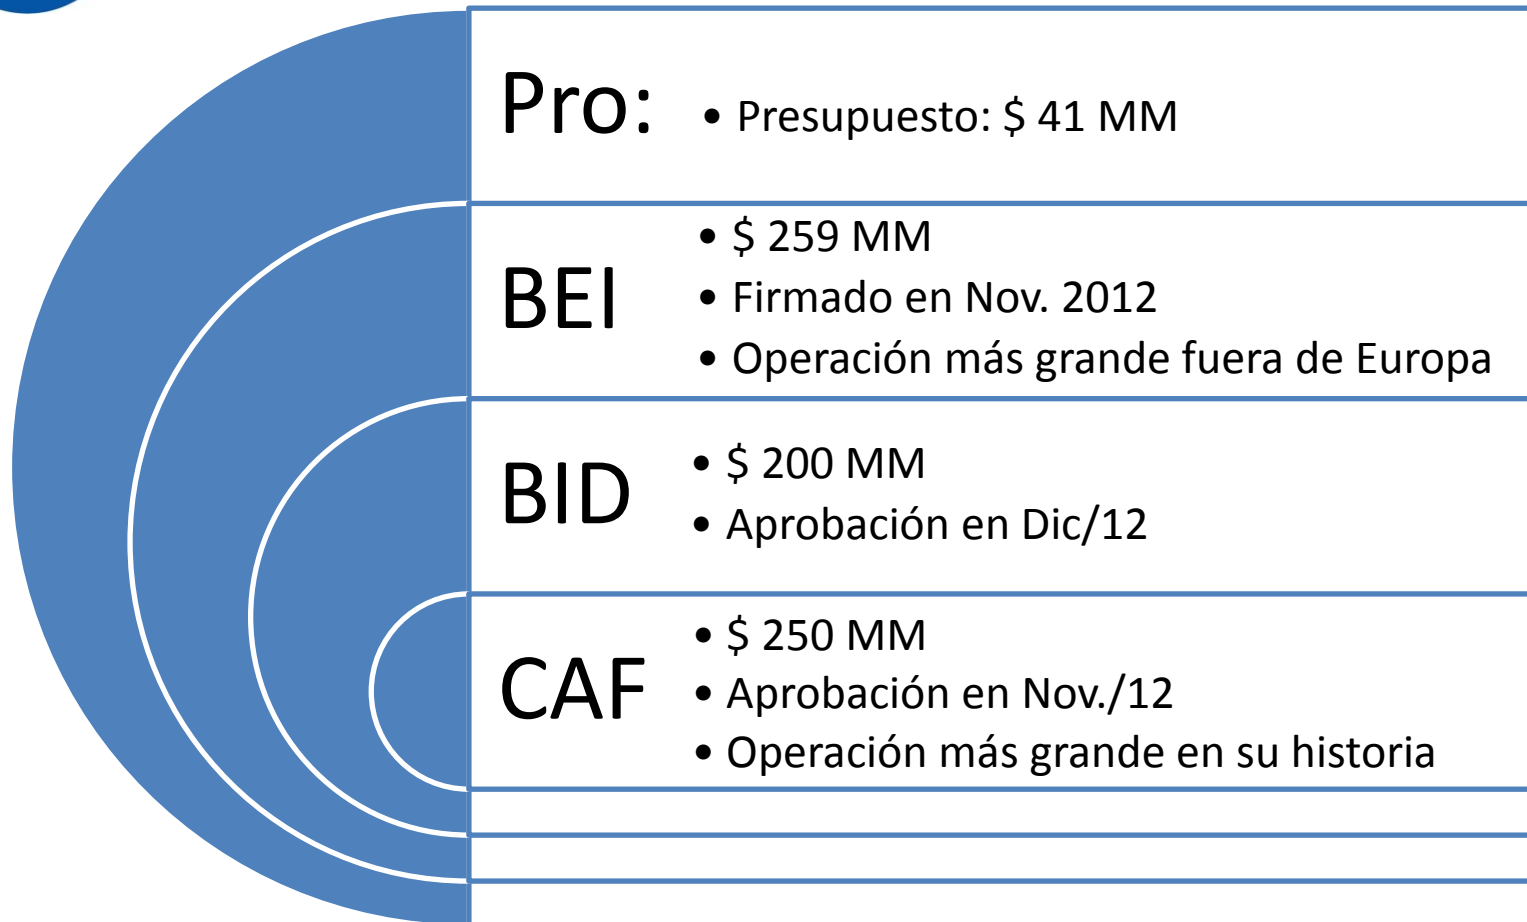 Pro:
• Presupuesto: $ 41 MM
BEI
• $ 259 MM
• Firmado en Nov. 2012
• Operación más grande fuera de Europa
BID
• $ 200 MM
• Aprobación en Dic/12
CAF
• $ 250 MM
• Aprobación en Nov./12
• Operación más grande en su historia